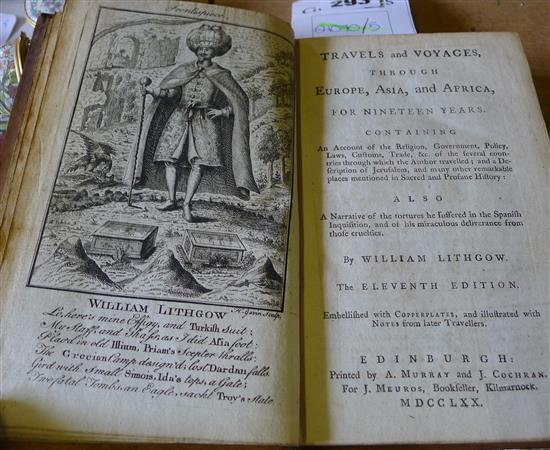 Frontispiece
WILLIAM LITHGOW
Lo here's mine Effigy, and Turkish Suit;
My Staff and Shash, as I did Asia foot:
Plac'd in old Ilium, Priam's Scepter thralls:
The Grecian Camp design'd; lost Dardan falls
Gird with small Simois, Ida's tops, a Gate;
Two fatal Tombs, an Eagle, sackt Troy's State.
TRAVELS and VOYAGES,
THROUGH
EUROPE, ASIA, and AFRICA,
FOR NINETEEN YEARS.
CONTAINING
An Account of the Religion, Government, Policy,
Laws, Customs, Trade, &c. of the several coun-
tries through which the Author travelled; and a De-
scription of Jerusalem, and many other remarkable
places mentioned in Sacred and Profane History:
ALSO
A Narrative of the tortures he suffered in the Spanish
Inquisition, and of his miraculous deliverance from
those cruelties.
By WILLIAM LITHGOW.
The ELEVENTH EDITION.
Embellished with COPPERPLATES, and illustrated with
NOTES from later Travellers.
EDINBURGH:
Printed by A. MURRAY and J. COCHRAN,
For J. MEUROS, Bookseller, Kilmarnock.
MDCCLXX.